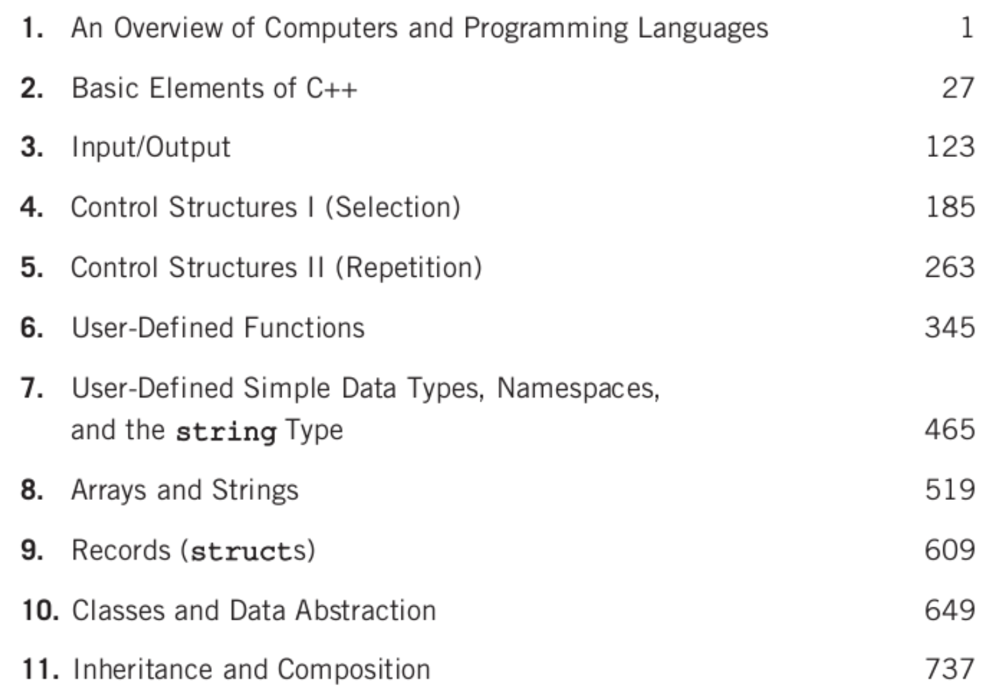 1. An Overview of Computers and Programming Languages 1
2. Basic Elements of C++ 27
3. Input/Output 123
4. Control Structures I (Selection) 185
5. Control Structures II (Repetition) 263
6. User-Defined Functions 345
7. User-Defined Simple Data Types, Namespaces,
and the string Type 465
8. Arrays and Strings 519
9. Records (structs) 609
10. Classes and Data Abstraction 649
11. Inheritance and Composition 737